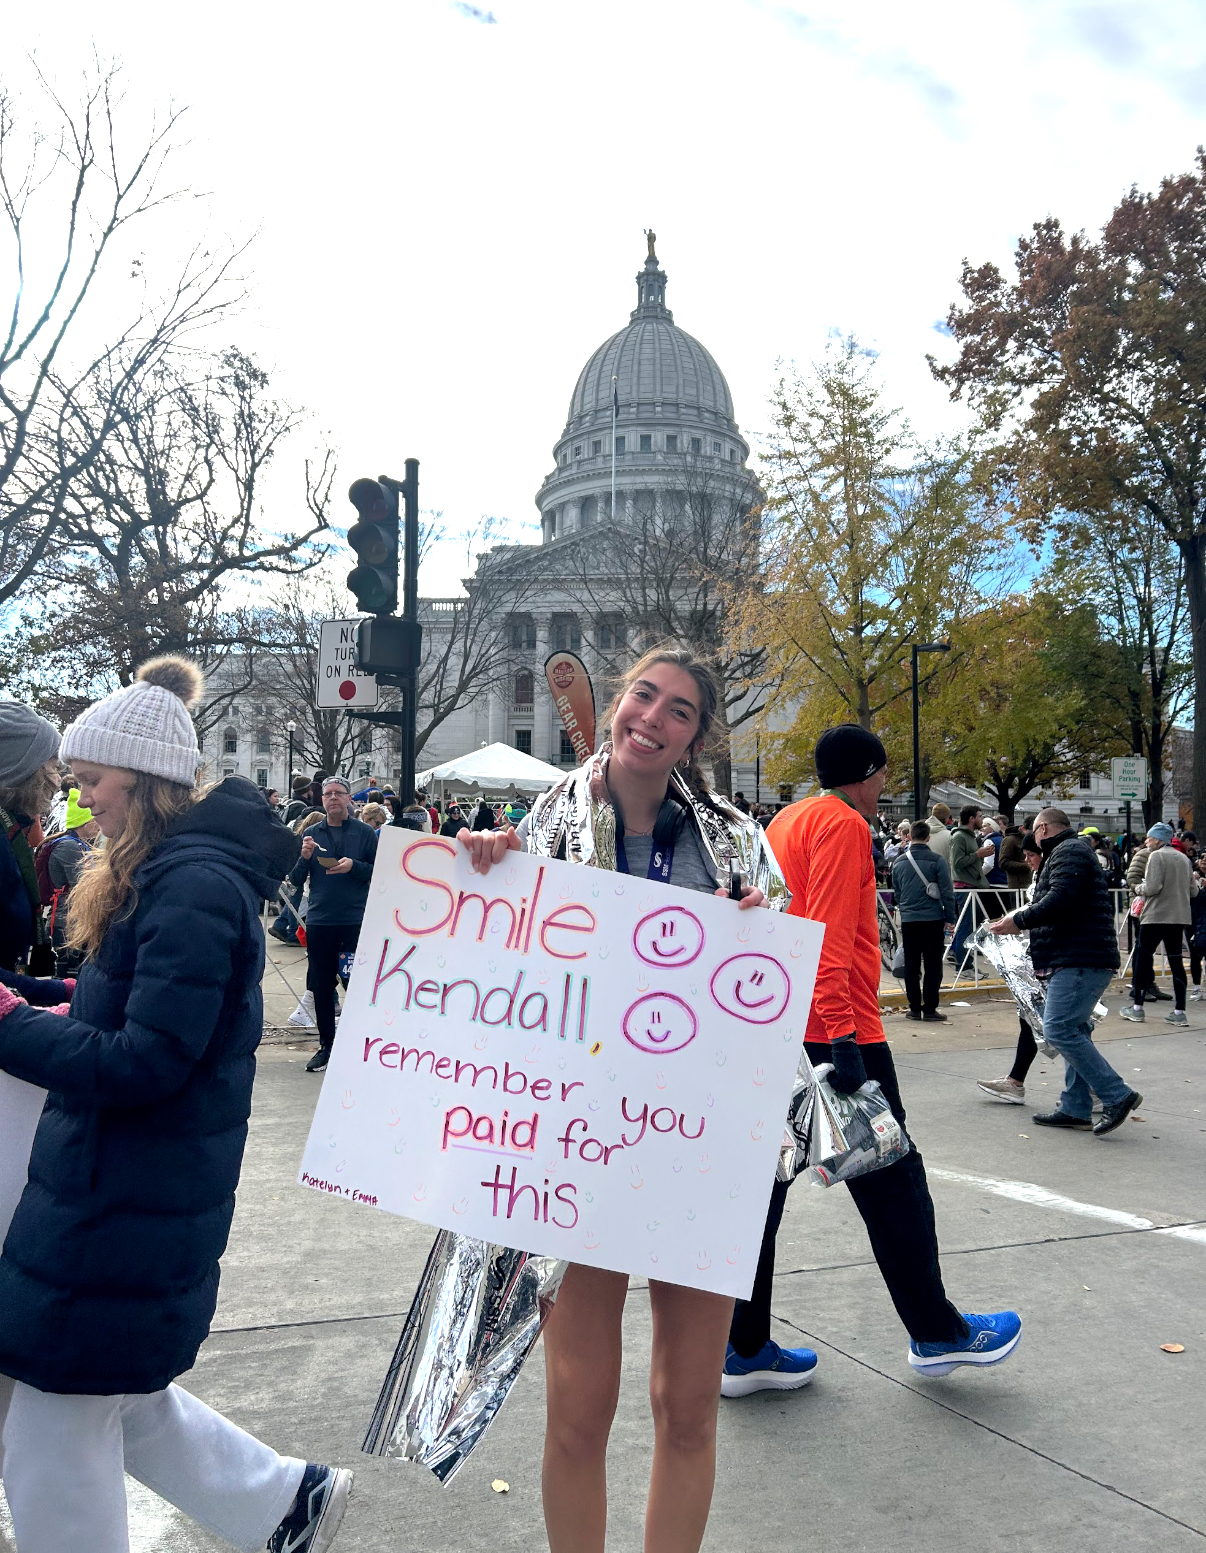 NO
TURN
ON RED
GEAR CHE
One
Hour
Parking
Smile
Kendall,
remember you
paid for
this
Katelyn + EMMA